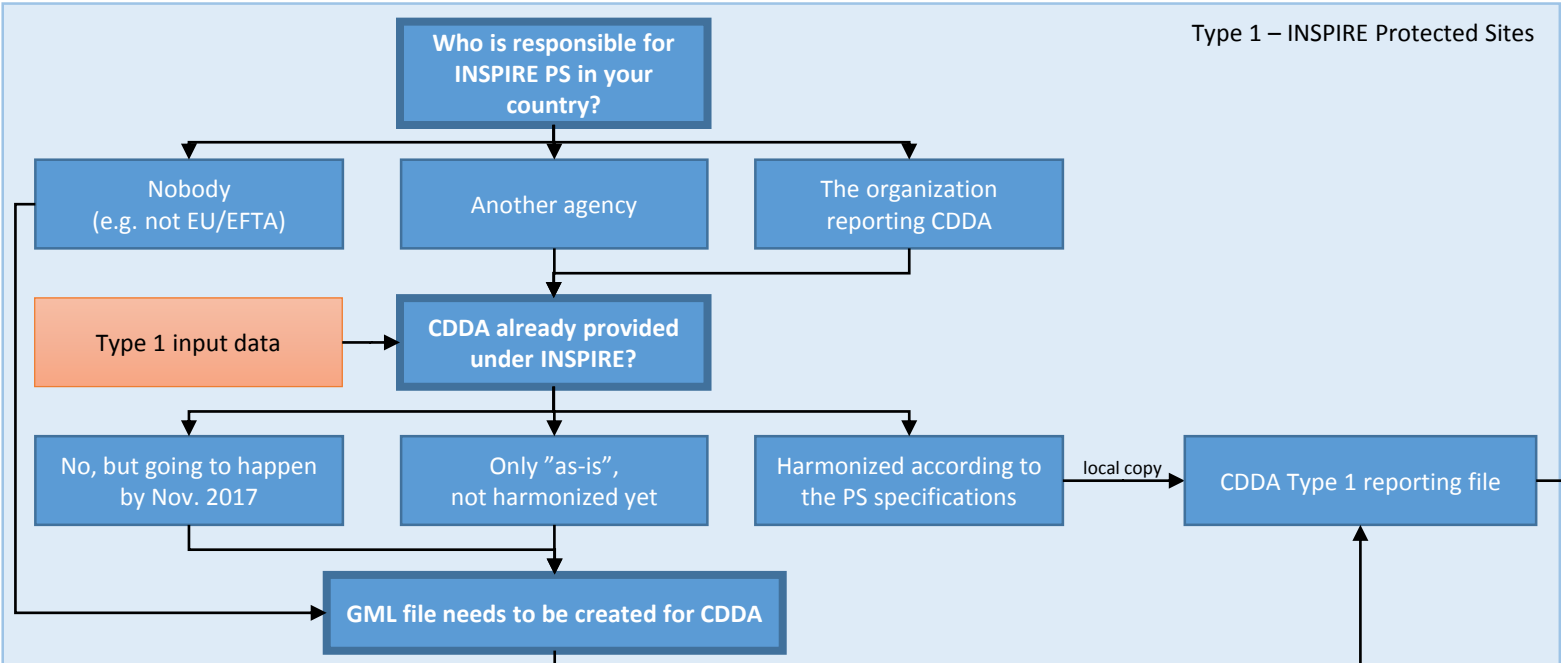 Type 1 – INSPIRE Protected Sites
Who is responsible for
INSPIRE PS in your
country?
Nobody
(e.g. not EU/EFTA)
Another agency
The organization
reporting CDDA
Type 1 input data
CDDA already provided
under INSPIRE?
No, but going to happen
by Nov. 2017
Only ”as-is”,
not harmonized yet
Harmonized according to
the PS specifications
local copy
CDDA Type 1 reporting file
GML file needs to be created for CDDA